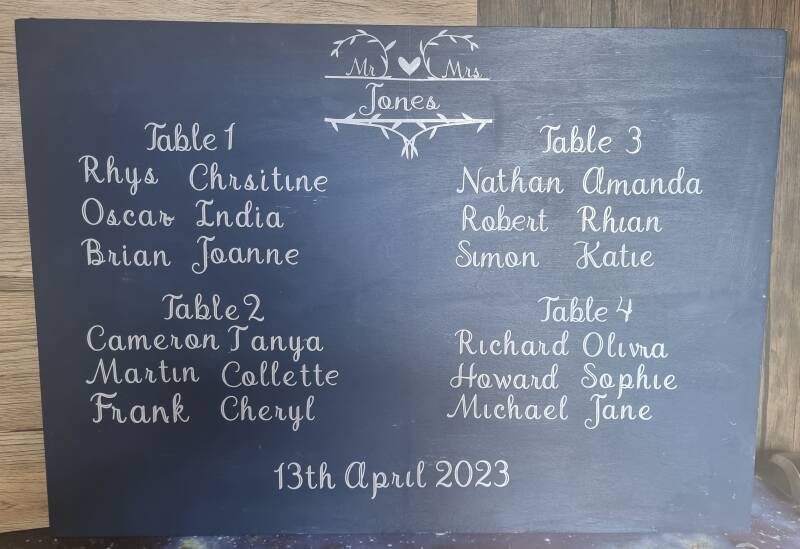 Mr Mrs
Jones
Table 1
Rhys Chrsitine
Oscar India
Brian Joanne
Table 2
Cameron Tanya
Martin Collette
Frank Cheryl
Table 3
Nathan Amanda
Robert Rhian
Simon Katie
Table 4
Richard Olivra
Howard Sophie
Michael Jane
13th April 2023